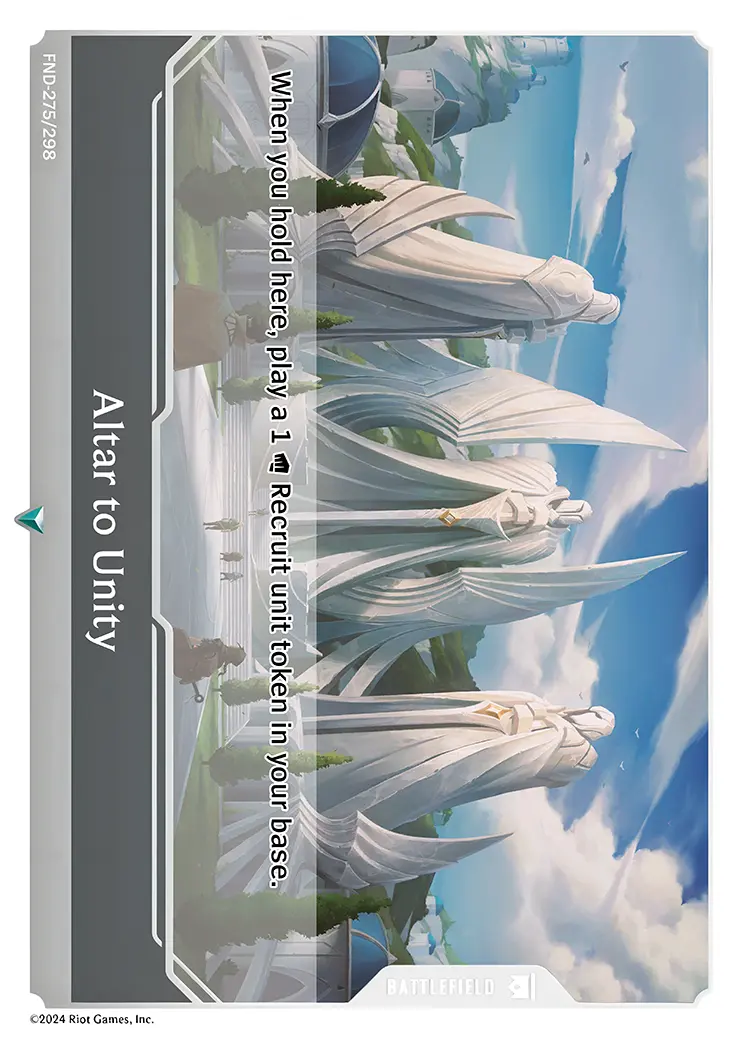 BATTLEFIELD
When you hold here, play a 1 Recruit unit token in your base.
Altar to Unity
FND-275/298
©2024 Riot Games, Inc.